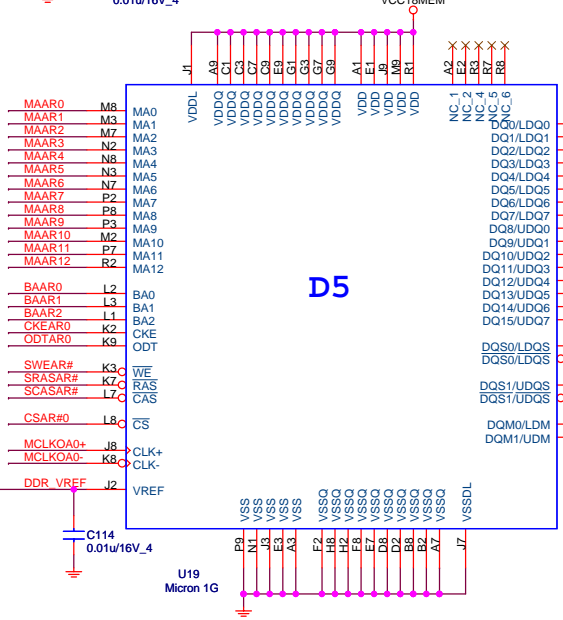 0.01u/16V_4
VCC18MEM
J1 A9 C1 C3 C7 C9 E9 G1 G3 G7 G9 A1 E1 J9 M9 R1 A2 E2 R3 R7 R8
VDDL VDDQ VDDQ VDDQ VDDQ VDDQ VDDQ VDDQ VDDQ VDDQ VDDQ VDD VDD VDD VDD VDD NC_1 NC_2 NC_4 NC_5 NC_6
MAAR0 M8 MA0
MAAR1 M3 MA1
MAAR2 M7 MA2
MAAR3 N2 MA3
MAAR4 N8 MA4
MAAR5 N3 MA5
MAAR6 N7 MA6
MAAR7 P2 MA7
MAAR8 P8 MA8
MAAR9 P3 MA9
MAAR10 M2 MA10
MAAR11 P7 MA11
MAAR12 R2 MA12
BAAR0 L2 BA0
BAAR1 L3 BA1
BAAR2 L1 BA2
CKEAR0 K2 CKE
ODTAR0 K9 ODT
SWEAR# K3 WE
SRASAR# K7 RAS
SCASAR# L7 CAS
CSAR#0 L8 CS
MCLKOA0+ J8 CLK+
MCLKOA0- K8 CLK-
DDR_VREF J2 VREF
D5
DQ0/LDQ0
DQ1/LDQ1
DQ2/LDQ2
DQ3/LDQ3
DQ4/LDQ4
DQ5/LDQ5
DQ6/LDQ6
DQ7/LDQ7
DQ8/UDQ0
DQ9/UDQ1
DQ10/UDQ2
DQ11/UDQ3
DQ12/UDQ4
DQ13/UDQ5
DQ14/UDQ6
DQ15/UDQ7
DQS0/LDQS
DQS0/LDQS
DQS1/UDQS
DQS1/UDQS
DQM0/LDM
DQM1/UDM
VSS VSS VSS VSS VSS VSSQ VSSQ VSSQ VSSQ VSSQ VSSQ VSSQ VSSQ VSSQ VSSQ VSSDL
P9 N1 J3 E3 A3 F2 H8 H2 F8 E7 D8 D2 B8 B2 A7 J7
C114
0.01u/16V_4
U19
Micron 1G